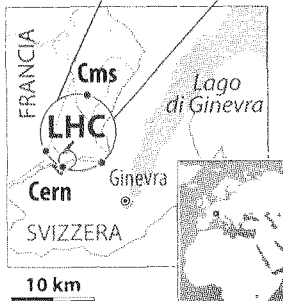 FRANCIA
Cms
Lago
di Ginevra
LHC
Cern
Ginevra
SVIZZERA
10 km